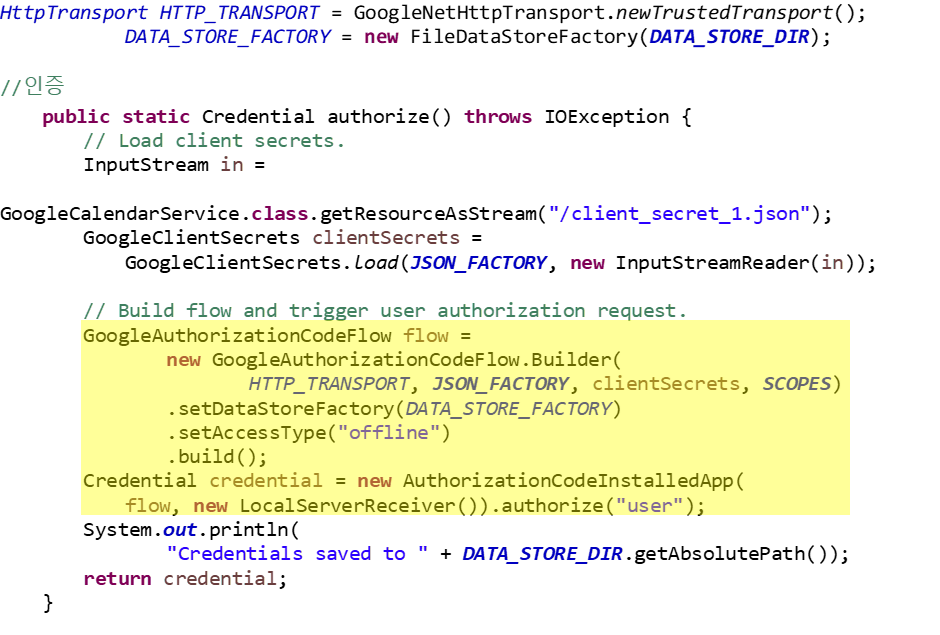 HttpTransport HTTP_TRANSPORT = GoogleNetHttpTransport.newTrustedTransport();
DATA_STORE_FACTORY = new FileDataStoreFactory(DATA_STORE_DIR);
//인증
public static Credential authorize() throws IOException {
// Load client secrets.
InputStream in =
GoogleCalendarService.class.getResourceAsStream("/client_secret_1.json");
GoogleClientSecrets clientSecrets =
GoogleClientSecrets.load(JSON_FACTORY, new InputStreamReader(in));
// Build flow and trigger user authorization request.
GoogleAuthorizationCodeFlow flow =
new GoogleAuthorizationCodeFlow.Builder(
HTTP_TRANSPORT, JSON_FACTORY, clientSecrets, SCOPES)
.setDataStoreFactory(DATA_STORE_FACTORY)
.setAccessType("offline")
.build();
Credential credential = new AuthorizationCodeInstalledApp(
flow, new LocalServerReceiver()).authorize("user");
System.out.println(
"Credentials saved to " + DATA_STORE_DIR.getAbsolutePath());
return credential;
}